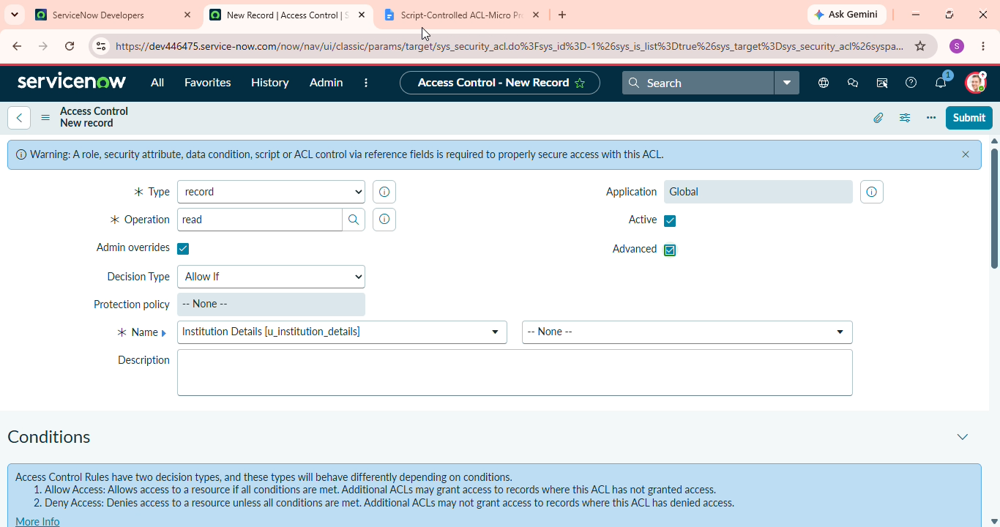 ServiceNow Developers
New Record | Access Control | S
Script-Controlled ACL-Micro Pr
Ask Gemini
https://dev446475.service-now.com/now/nav/ui/classic/params/target/sys_security_acl.do%3Fsys_id%3D-1%26sys_is_list%3Dtrue%26sys_target%3Dsys_security_acl%26syspa...
S
servicenow
All
Favorites
History
Admin
Access Control - New Record
Search
1
Access Control
New record
Submit
Warning: A role, security attribute, data condition, script or ACL control via reference fields is required to properly secure access with this ACL.
Type
record
Application
Global
Operation
read
Active
Admin overrides
Advanced
Decision Type
Allow If
Protection policy
-- None --
Name
Institution Details [u_institution_details]
-- None --
Description
Conditions
Access Control Rules have two decision types, and these types will behave differently depending on conditions.
1. Allow Access: Allows access to a resource if all conditions are met. Additional ACLs may grant access to records where this ACL has not granted access.
2. Deny Access: Denies access to a resource unless all conditions are met. Additional ACLs may not grant access to records where this ACL has denied access.
More Info